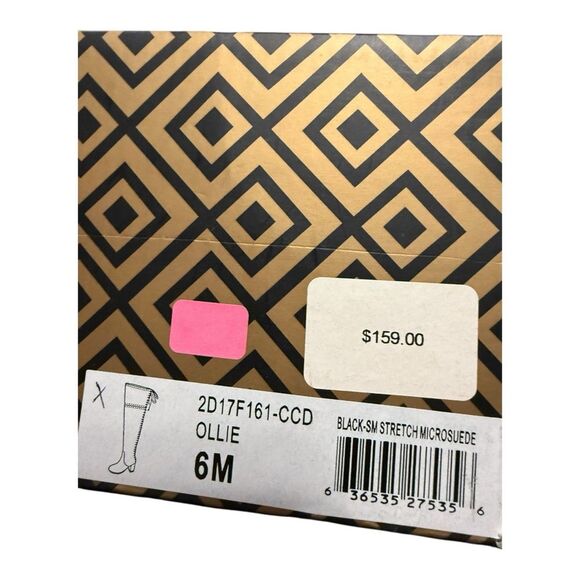 $159.00
X
2D17F161-CCD
OLLIE
6M
BLACK-SM STRETCH MICROSUEDE
6 36535 27535 6